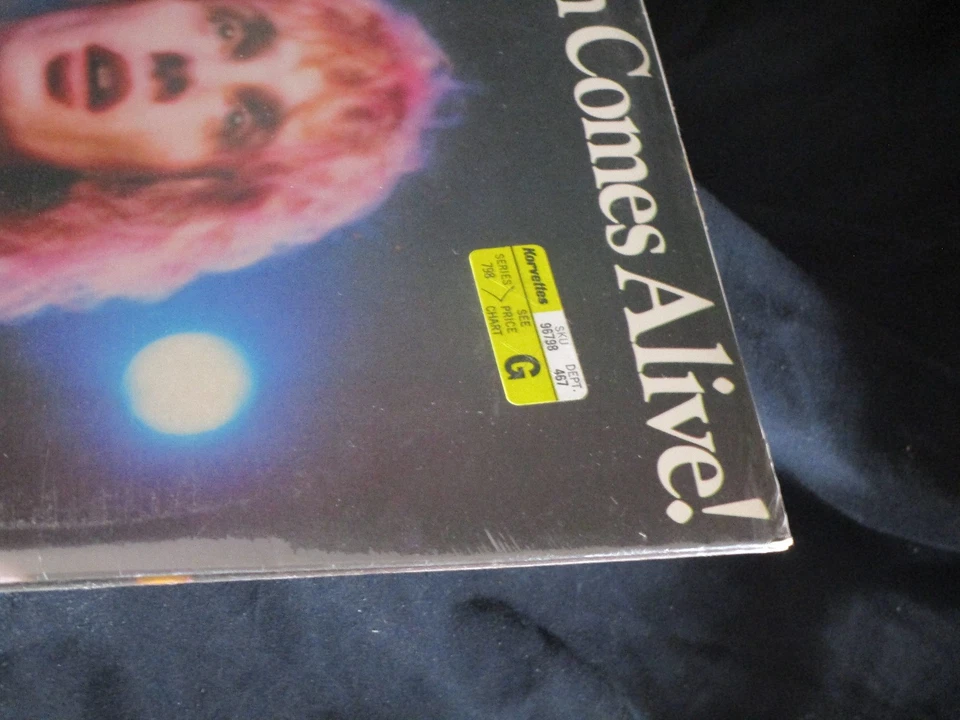 n Comes Alive!
Korvettes
SKU DEPT.
96798 467
SEE
PRICE
CHART
G
SERIES
798